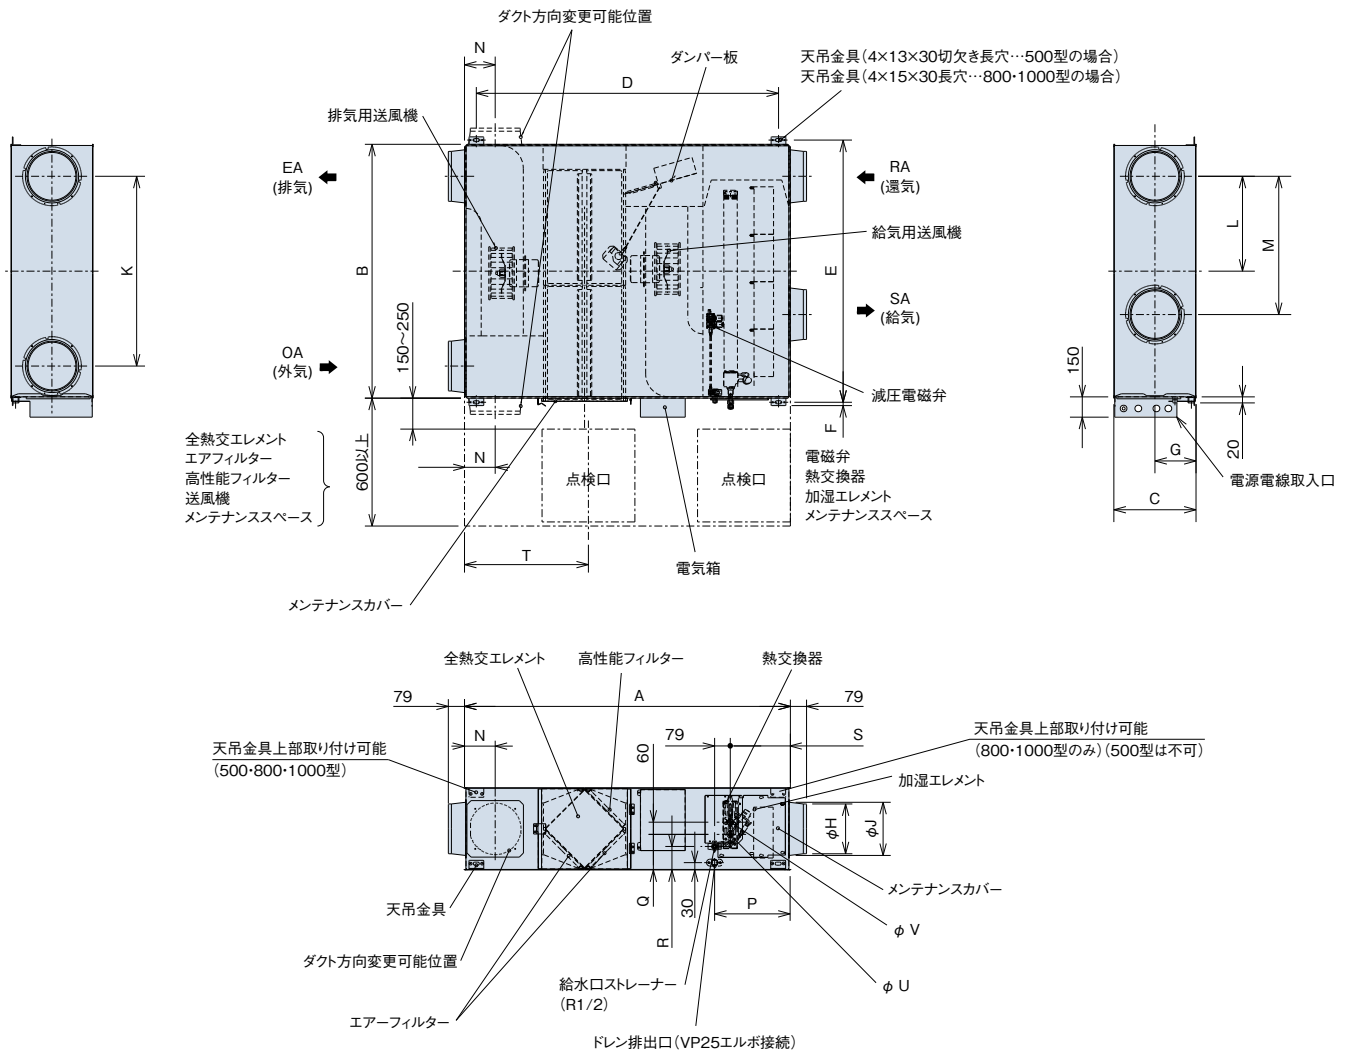 ダクト方向変更可能位置
N
ダンパー板
天吊金具(4×13×30切欠き長穴…500型の場合)
天吊金具(4×15×30長穴…800・1000型の場合)
D
排気用送風機
EA
(排気)
RA
(還気)
K
B
E
L
M
給気用送風機
SA
(給気)
OA
(外気)
150～250
150
減圧電磁弁
F
G
20
600以上
全熱交エレメント
エアフィルター
高性能フィルター
送風機
メンテナンススペース
N
点検口
点検口
電磁弁
熱交換器
加湿エレメント
メンテナンススペース
電源電線取入口
C
T
電気箱
メンテナンスカバー
全熱交エレメント
高性能フィルター
熱交換器
79
A
79
天吊金具上部取り付け可能
(500・800・1000型)
N
60
79
S
天吊金具上部取り付け可能
(800・1000型のみ)(500型は不可)
加湿エレメント
φH
φJ
メンテナンスカバー
天吊金具
Q
R
30
P
φV
ダクト方向変更可能位置
給水口ストレーナー
(R1/2)
φU
エアーフィルター
ドレン排出口(VP25エルボ接続)